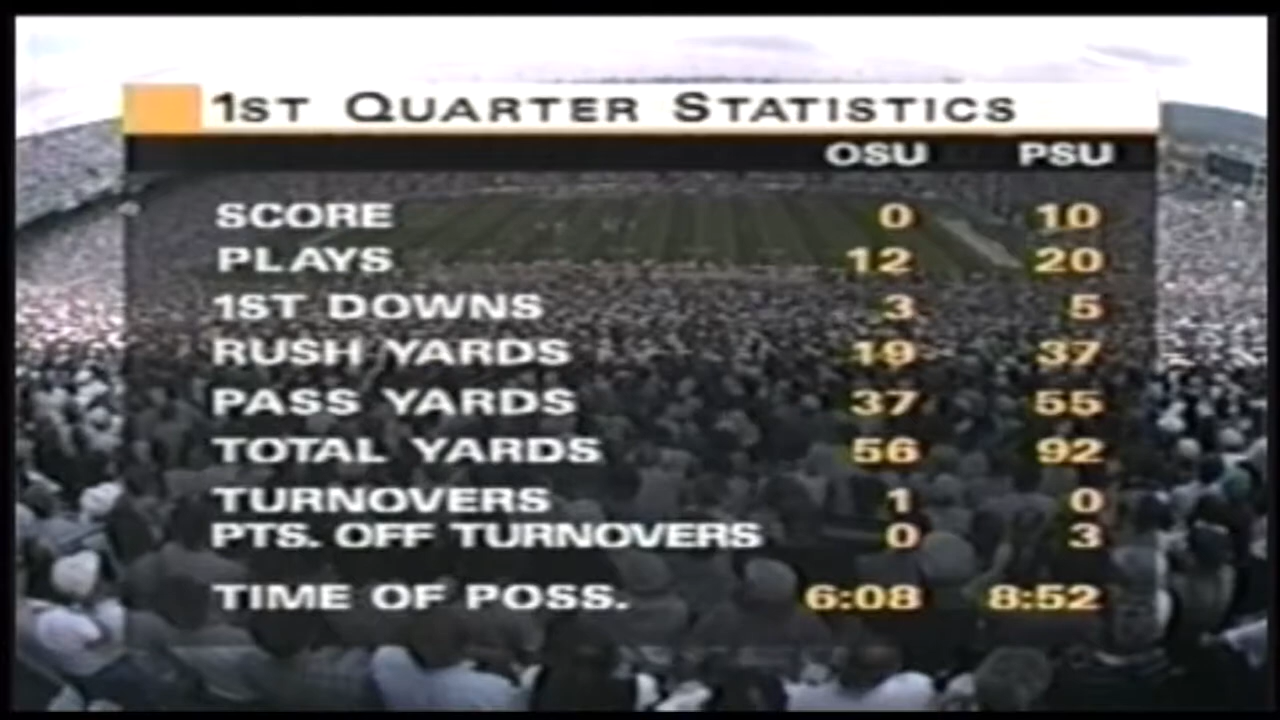 1ST QUARTER STATISTICS
OSU PSU
SCORE 0 10
PLAYS 12 20
1ST DOWNS 3 5
RUSH YARDS 19 37
PASS YARDS 37 55
TOTAL YARDS 56 92
TURNOVERS 1 0
PTS. OFF TURNOVERS 0 3
TIME OF POSS. 6:08 8:52